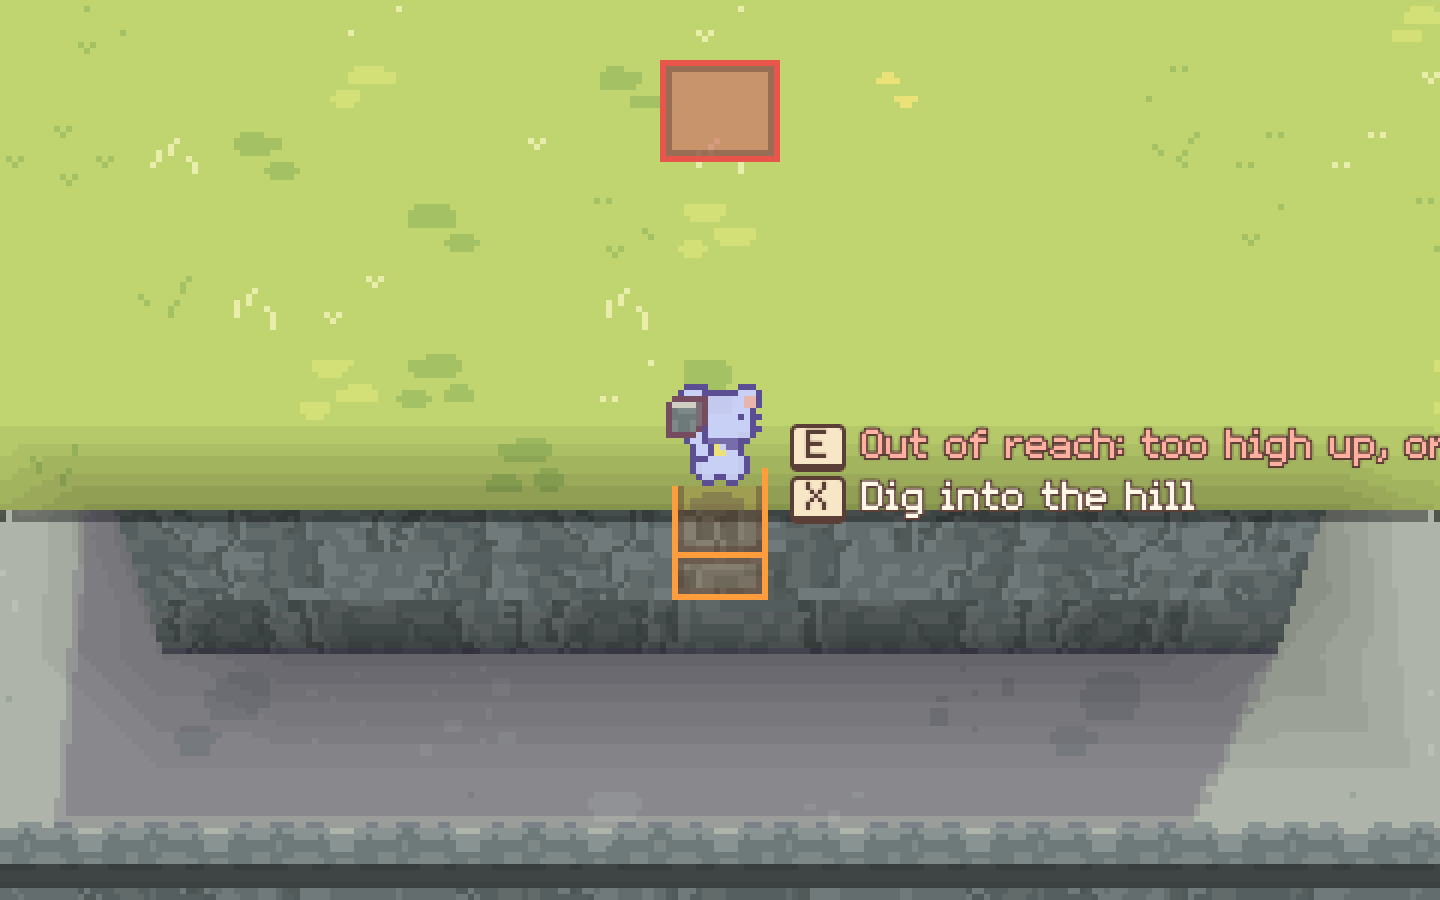 E Out of reach: too high up, or
X Dig into the hill